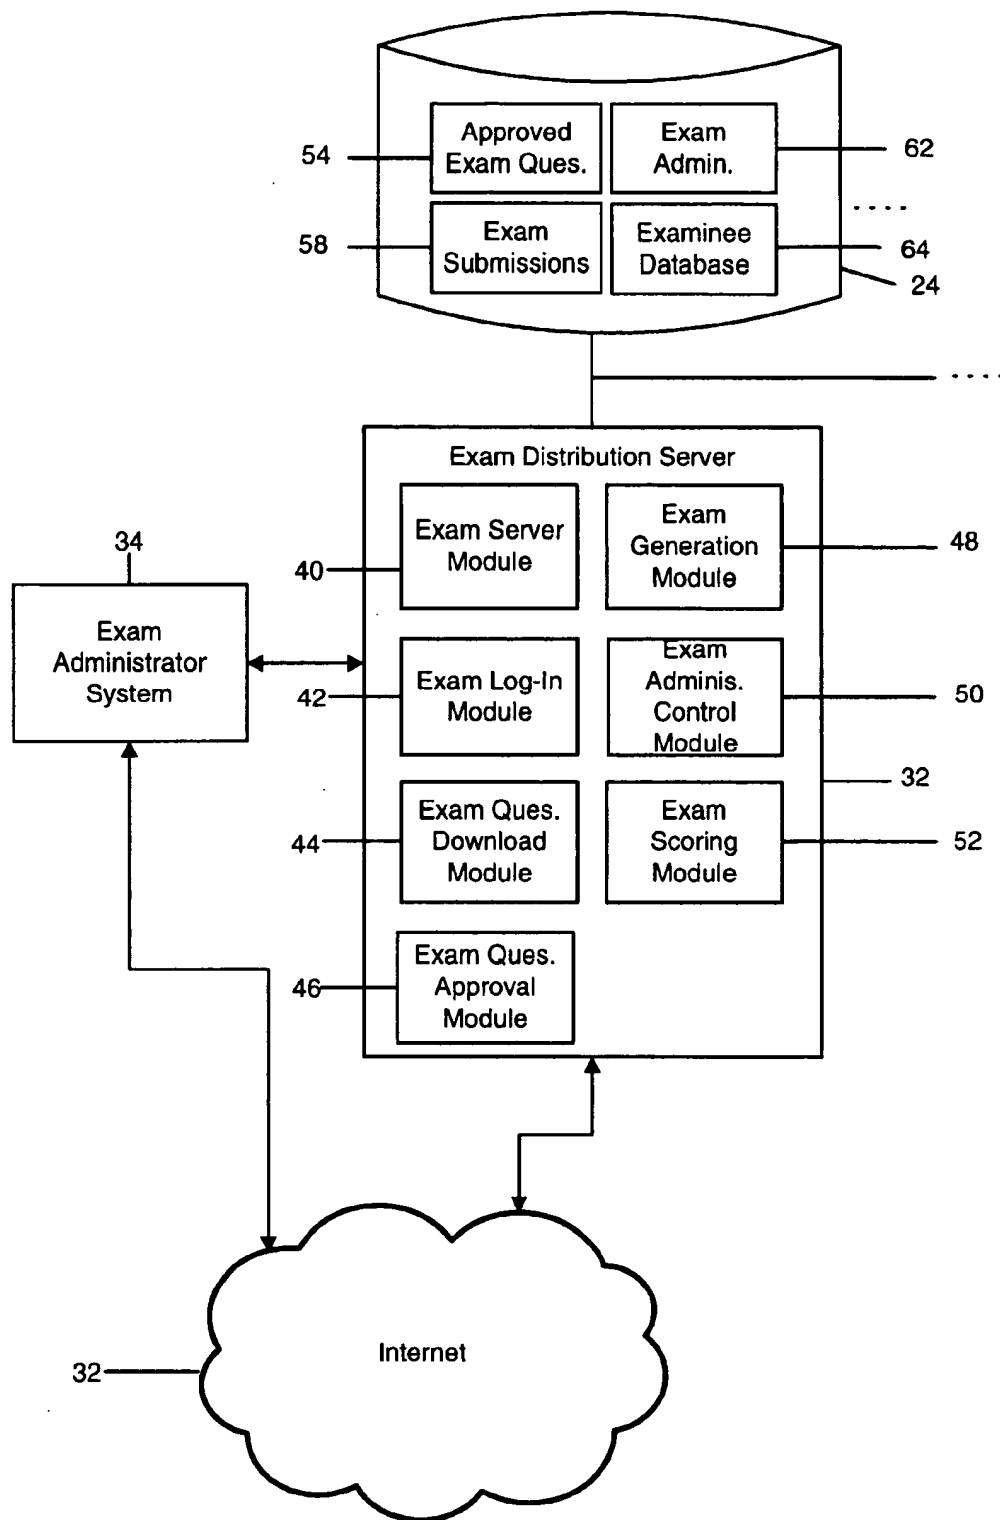 Approved
Exam Ques.
Exam
Admin.
54
62
Exam
Submissions
Examinee
Database
58
64
24
Exam Distribution Server
Exam Server
Module
Exam
Generation
Module
34
40
48
Exam
Administrator
System
Exam Log-In
Module
Exam
Adminis.
Control
Module
42
50
32
Exam Ques.
Download
Module
Exam
Scoring
Module
44
52
Exam Ques.
Approval
Module
46
Internet
32